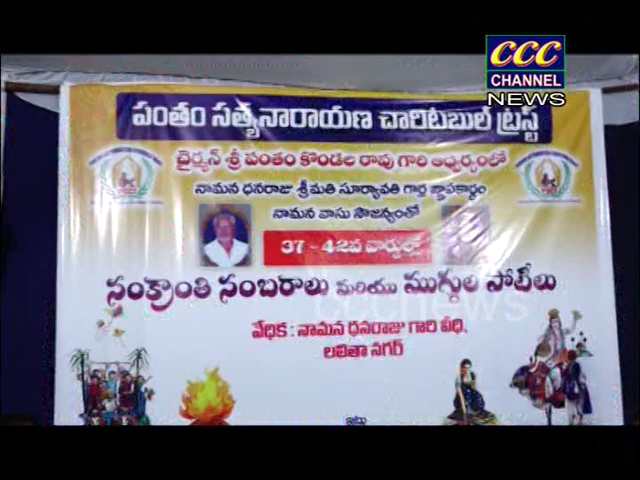 CCC
CHANNEL
NEWS
పంతం సత్యనారాయణ చారిటబుల్ ట్రస్ట్
చైర్మన్ శ్రీ పంతం కొండల రావు గారి ఆధ్వర్యంలో
నామన ధనరాజు శ్రీమతి సూర్యావతి గార్ల జ్ఞాపకార్థం
నామన వాసు సౌజన్యంతో
37 - 42వ వార్డుల్లో
సంక్రాంతి సంబరాలు మరియు ముగ్గుల పోటీలు
వేధిక : నామన ధనరాజు గారి వీధి,
లలితా నగర్